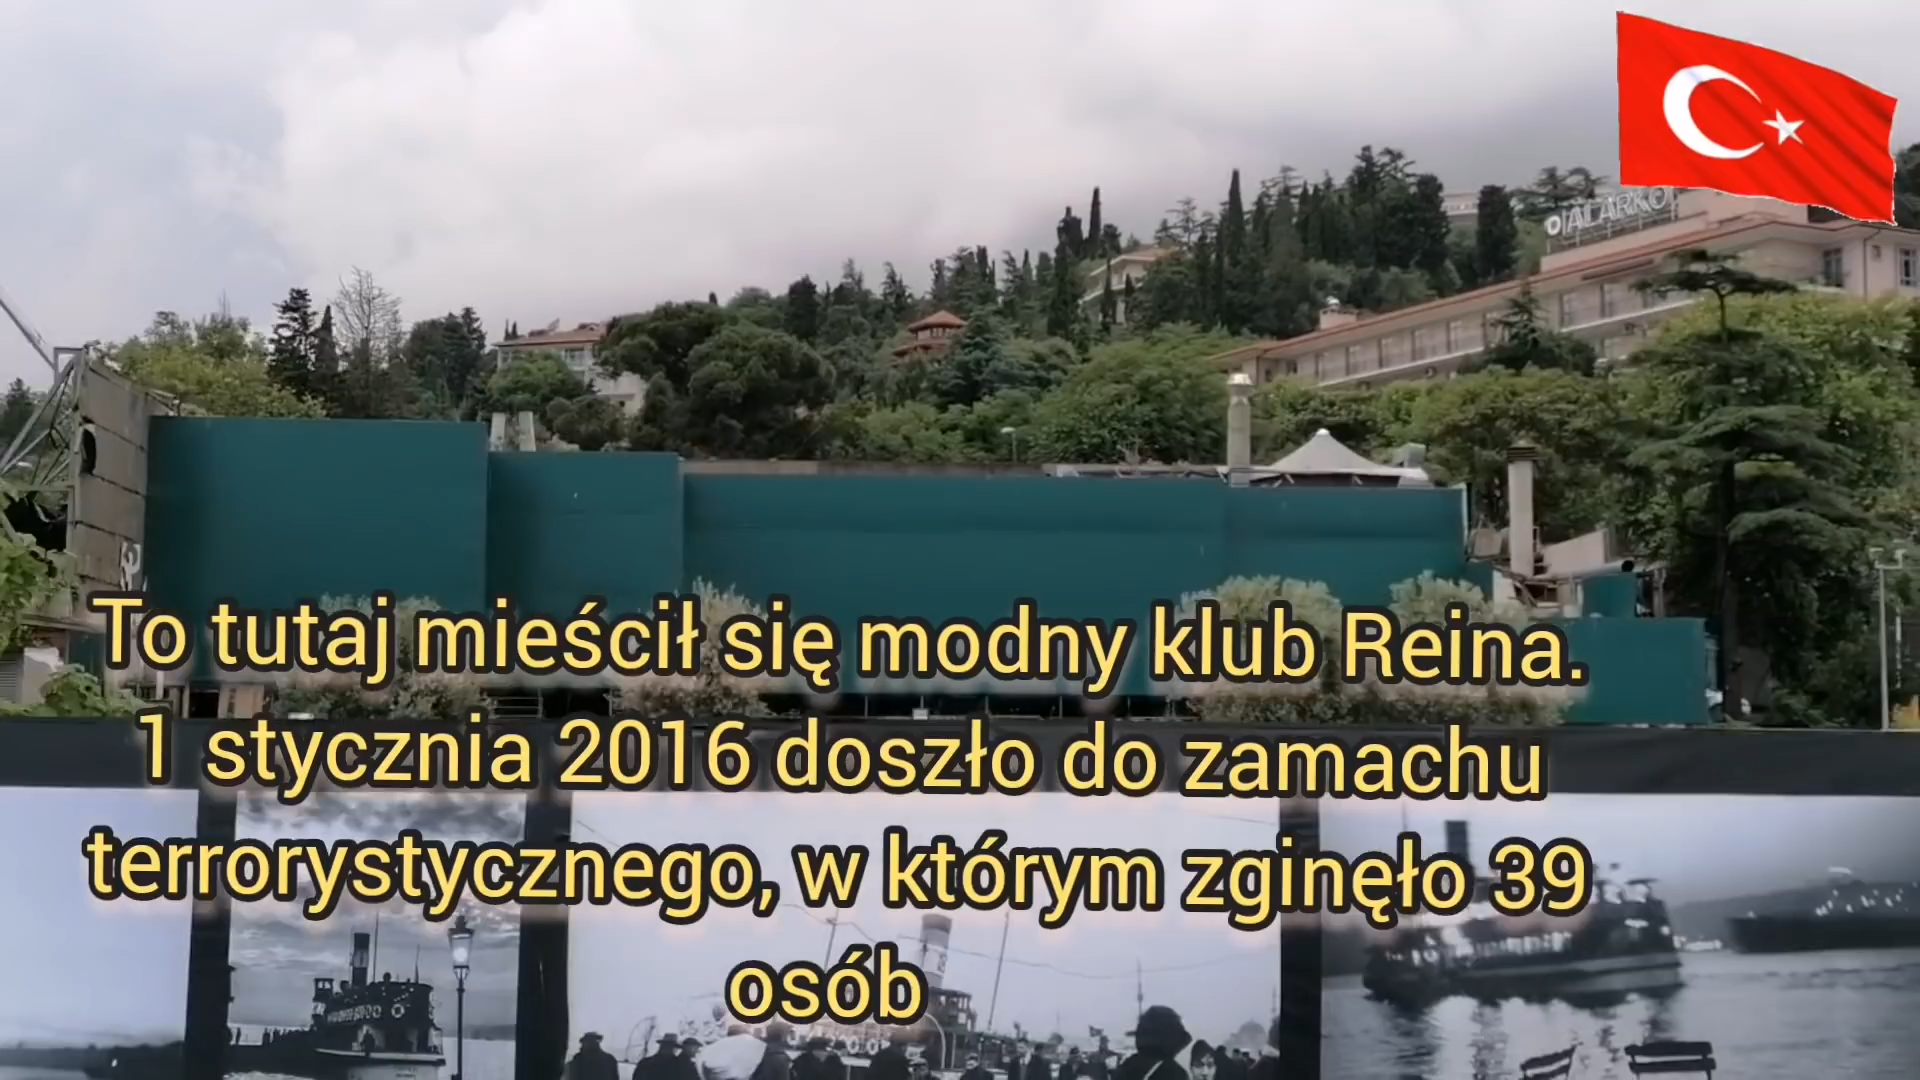 ALARKO
To tutaj mieścił się modny klub Reina.
1 stycznia 2016 doszło do zamachu
terrorystycznego, w którym zginęło 39
osób